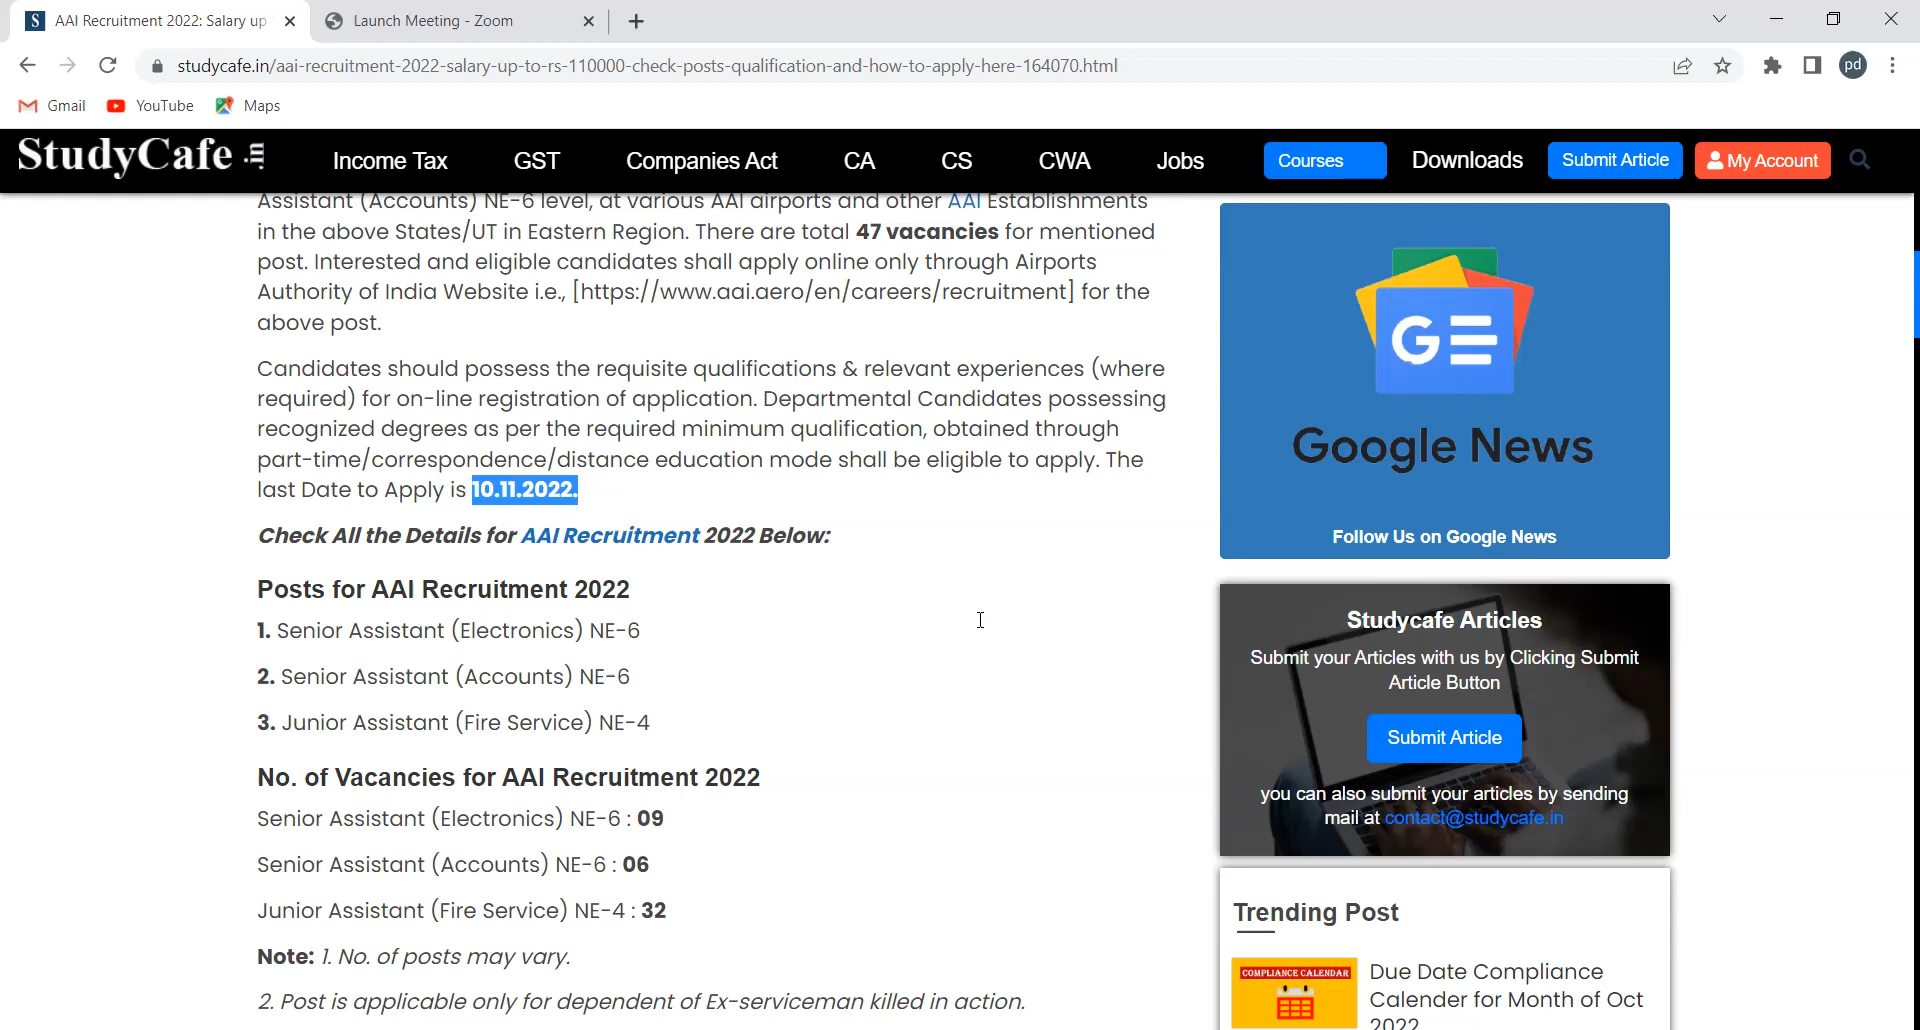 AAI Recruitment 2022: Salary up
Launch Meeting - Zoom
studycafe.in/aai-recruitment-2022-salary-up-to-rs-110000-check-posts-qualification-and-how-to-apply-here-164070.html
pd
Gmail
YouTube
Maps
StudyCafe .in
Income Tax
GST
Companies Act
CA
CS
CWA
Jobs
Courses
Downloads
Submit Article
My Account
Assistant (Accounts) NE-6 level, at various AAI airports and other AAI Establishments
in the above States/UT in Eastern Region. There are total 47 vacancies for mentioned
post. Interested and eligible candidates shall apply online only through Airports
Authority of India Website i.e., [https://www.aai.aero/en/careers/recruitment] for the
above post.
Candidates should possess the requisite qualifications & relevant experiences (where
required) for on-line registration of application. Departmental Candidates possessing
recognized degrees as per the required minimum qualification, obtained through
part-time/correspondence/distance education mode shall be eligible to apply. The
last Date to Apply is 10.11.2022.
Check All the Details for AAI Recruitment 2022 Below:
Posts for AAI Recruitment 2022
1. Senior Assistant (Electronics) NE-6
2. Senior Assistant (Accounts) NE-6
3. Junior Assistant (Fire Service) NE-4
No. of Vacancies for AAI Recruitment 2022
Senior Assistant (Electronics) NE-6 : 09
Senior Assistant (Accounts) NE-6 : 06
Junior Assistant (Fire Service) NE-4 : 32
Note: 1. No. of posts may vary.
2. Post is applicable only for dependent of Ex-serviceman killed in action.
G
Google News
Follow Us on Google News
Studycafe Articles
Submit your Articles with us by Clicking Submit
Article Button
Submit Article
you can also submit your articles by sending
mail at contact@studycafe.in
Trending Post
COMPLIANCE CALENDAR
Due Date Compliance
Calender for Month of Oct
2022